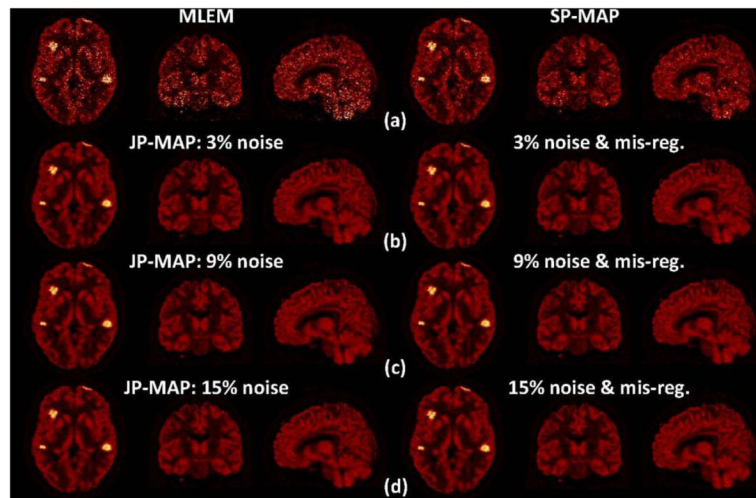 MLEM SP-MAP
(a)
JP-MAP: 3% noise 3% noise & mis-reg.
(b)
JP-MAP: 9% noise 9% noise & mis-reg.
(c)
JP-MAP: 15% noise 15% noise & mis-reg.
(d)